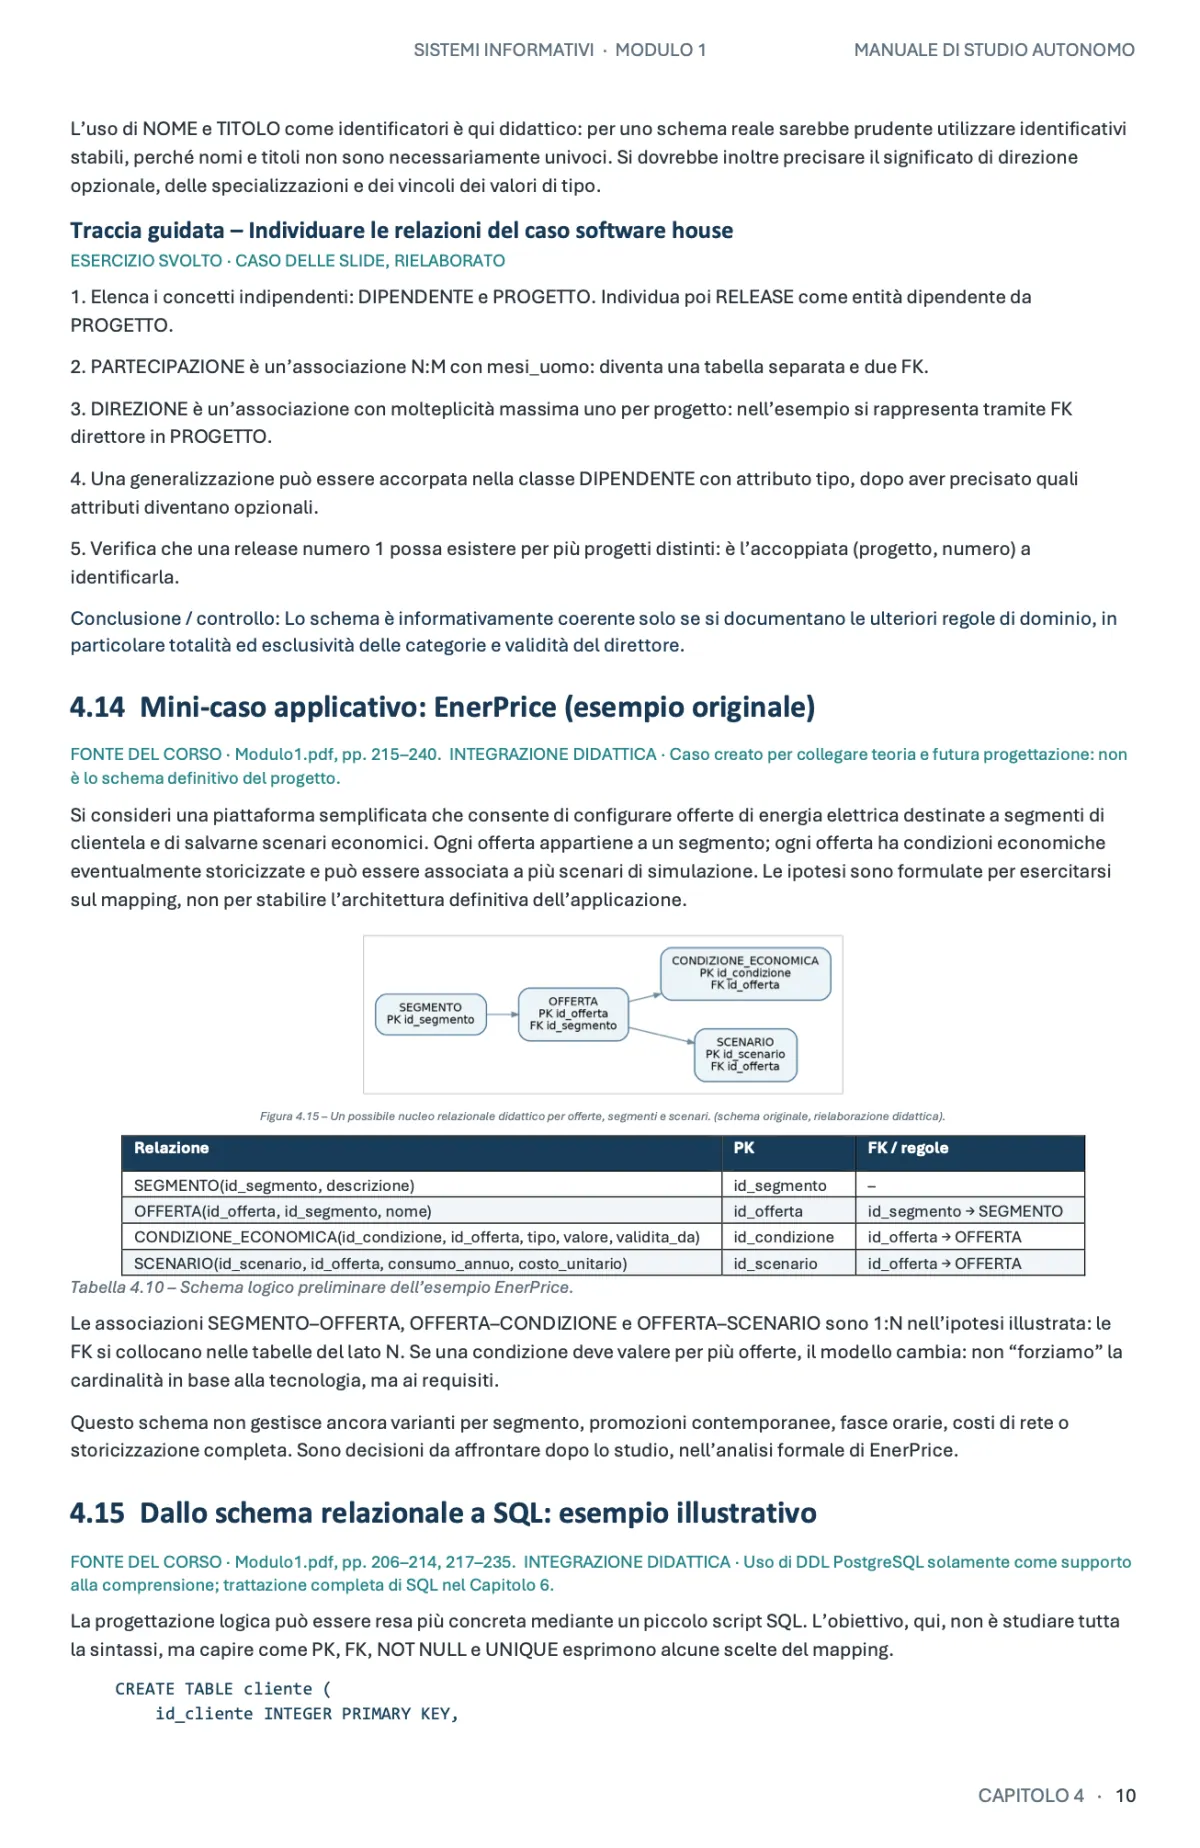 SISTEMI INFORMATIVI · MODULO 1 MANUALE DI STUDIO AUTONOMO
L’uso di NOME e TITOLO come identificatori è qui didattico: per uno schema reale sarebbe prudente utilizzare identificativi
stabili, perché nomi e titoli non sono necessariamente univoci. Si dovrebbe inoltre precisare il significato di direzione
opzionale, delle specializzazioni e dei vincoli dei valori di tipo.
Traccia guidata – Individuare le relazioni del caso software house
ESERCIZIO SVOLTO · CASO DELLE SLIDE, RIELABORATO
1. Elenca i concetti indipendenti: DIPENDENTE e PROGETTO. Individua poi RELEASE come entità dipendente da
PROGETTO.
2. PARTECIPAZIONE è un’associazione N:M con mesi_uomo: diventa una tabella separata e due FK.
3. DIREZIONE è un’associazione con molteplicità massima uno per progetto: nell’esempio si rappresenta tramite FK
direttore in PROGETTO.
4. Una generalizzazione può essere accorpata nella classe DIPENDENTE con attributo tipo, dopo aver precisato quali
attributi diventano opzionali.
5. Verifica che una release numero 1 possa esistere per più progetti distinti: è l’accoppiata (progetto, numero) a
identificarla.
Conclusione / controllo: Lo schema è informativamente coerente solo se si documentano le ulteriori regole di dominio, in
particolare totalità ed esclusività delle categorie e validità del direttore.
4.14 Mini-caso applicativo: EnerPrice (esempio originale)
FONTE DEL CORSO · Modulo1.pdf, pp. 215–240. INTEGRAZIONE DIDATTICA · Caso creato per collegare teoria e futura progettazione: non
è lo schema definitivo del progetto.
Si consideri una piattaforma semplificata che consente di configurare offerte di energia elettrica destinate a segmenti di
clientela e di salvarne scenari economici. Ogni offerta appartiene a un segmento; ogni offerta ha condizioni economiche
eventualmente storicizzate e può essere associata a più scenari di simulazione. Le ipotesi sono formulate per esercitarsi
sul mapping, non per stabilire l’architettura definitiva dell’applicazione.
SEGMENTO
PK id_segmento
OFFERTA
PK id_offerta
FK id_segmento
CONDIZIONE_ECONOMICA
PK id_condizione
FK id_offerta
SCENARIO
PK id_scenario
FK id_offerta
Figura 4.15 – Un possibile nucleo relazionale didattico per offerte, segmenti e scenari. (schema originale, rielaborazione didattica).
Relazione PK FK / regole
SEGMENTO(id_segmento, descrizione) id_segmento –
OFFERTA(id_offerta, id_segmento, nome) id_offerta id_segmento → SEGMENTO
CONDIZIONE_ECONOMICA(id_condizione, id_offerta, tipo, valore, validita_da) id_condizione id_offerta → OFFERTA
SCENARIO(id_scenario, id_offerta, consumo_annuo, costo_unitario) id_scenario id_offerta → OFFERTA
Tabella 4.10 – Schema logico preliminare dell’esempio EnerPrice.
Le associazioni SEGMENTO–OFFERTA, OFFERTA–CONDIZIONE e OFFERTA–SCENARIO sono 1:N nell’ipotesi illustrata: le
FK si collocano nelle tabelle del lato N. Se una condizione deve valere per più offerte, il modello cambia: non “forziamo” la
cardinalità in base alla tecnologia, ma ai requisiti.
Questo schema non gestisce ancora varianti per segmento, promozioni contemporanee, fasce orarie, costi di rete o
storicizzazione completa. Sono decisioni da affrontare dopo lo studio, nell’analisi formale di EnerPrice.
4.15 Dallo schema relazionale a SQL: esempio illustrativo
FONTE DEL CORSO · Modulo1.pdf, pp. 206–214, 217–235. INTEGRAZIONE DIDATTICA · Uso di DDL PostgreSQL solamente come supporto
alla comprensione; trattazione completa di SQL nel Capitolo 6.
La progettazione logica può essere resa più concreta mediante un piccolo script SQL. L’obiettivo, qui, non è studiare tutta
la sintassi, ma capire come PK, FK, NOT NULL e UNIQUE esprimono alcune scelte del mapping.
CREATE TABLE cliente (
id_cliente INTEGER PRIMARY KEY,
CAPITOLO 4 · 10